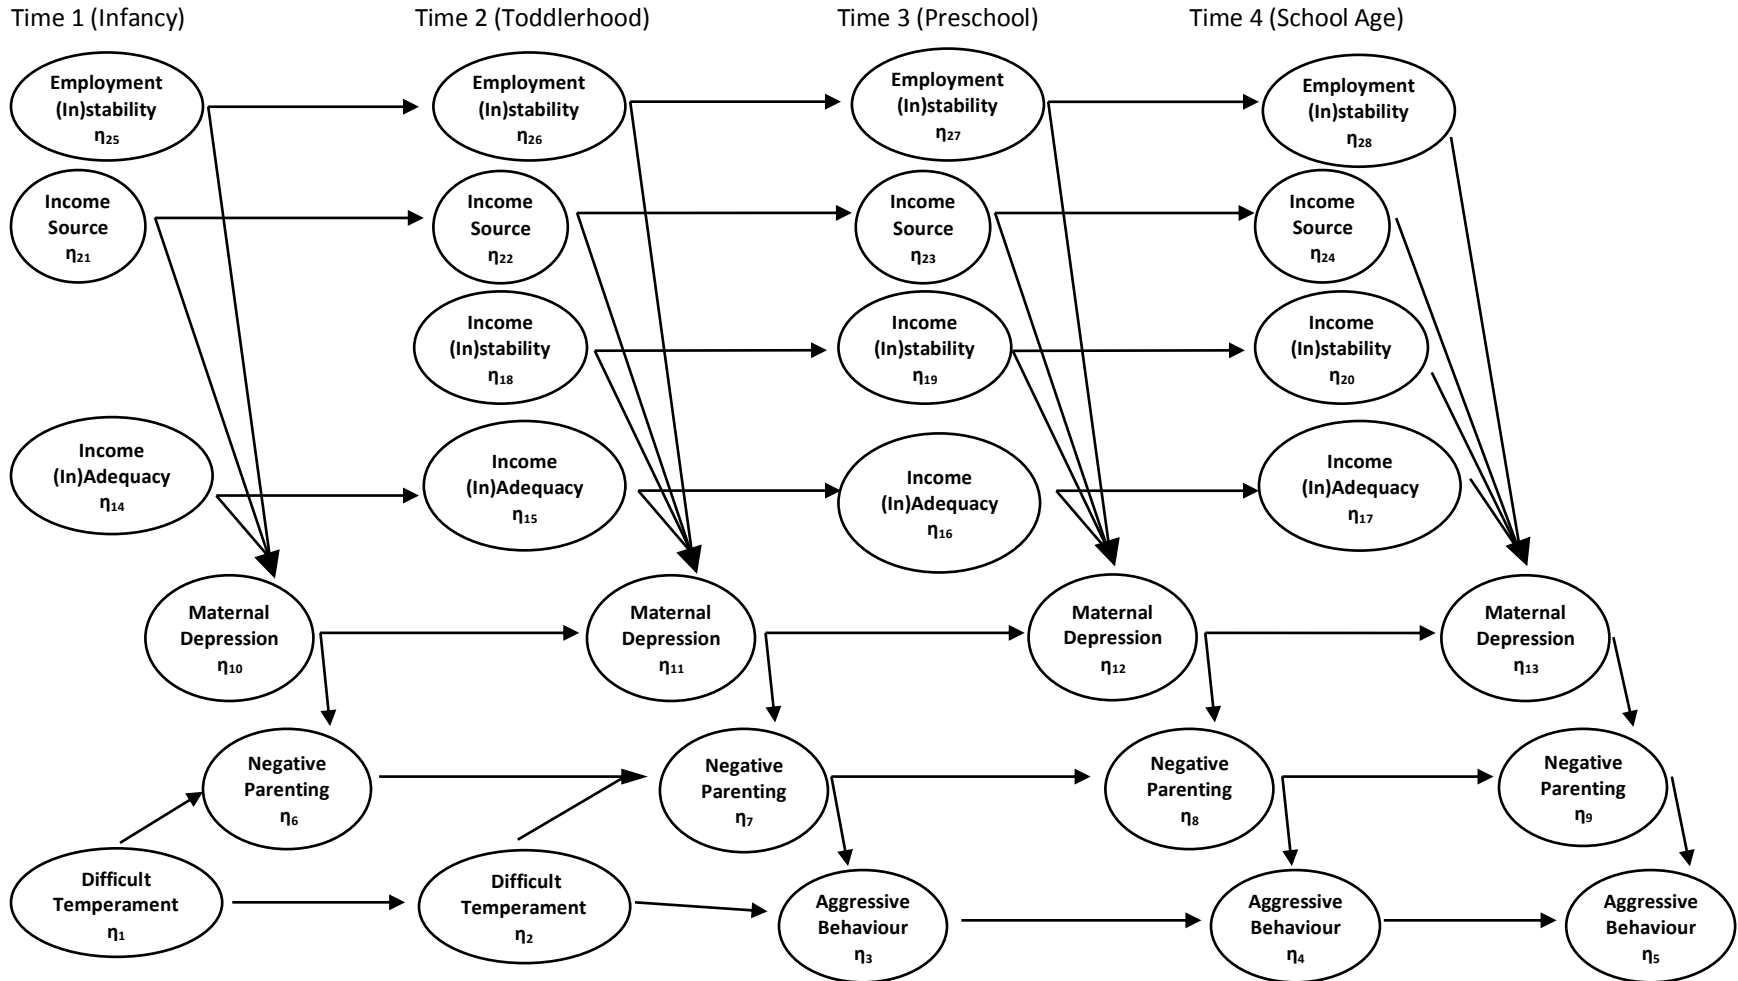 Time 1 (Infancy)
Time 2 (Toddlerhood)
Time 3 (Preschool)
Time 4 (School Age)
Employment
(In)stability
η25
Employment
(In)stability
η26
Employment
(In)stability
η27
Employment
(In)stability
η28
Income
Source
η21
Income
Source
η22
Income
Source
η23
Income
Source
η24
Income
(In)stability
η18
Income
(In)stability
η19
Income
(In)stability
η20
Income
(In)Adequacy
η14
Income
(In)Adequacy
η15
Income
(In)Adequacy
η16
Income
(In)Adequacy
η17
Maternal
Depression
η10
Maternal
Depression
η11
Maternal
Depression
η12
Maternal
Depression
η13
Negative
Parenting
η6
Negative
Parenting
η7
Negative
Parenting
η8
Negative
Parenting
η9
Difficult
Temperament
η1
Difficult
Temperament
η2
Aggressive
Behaviour
η3
Aggressive
Behaviour
η4
Aggressive
Behaviour
η5